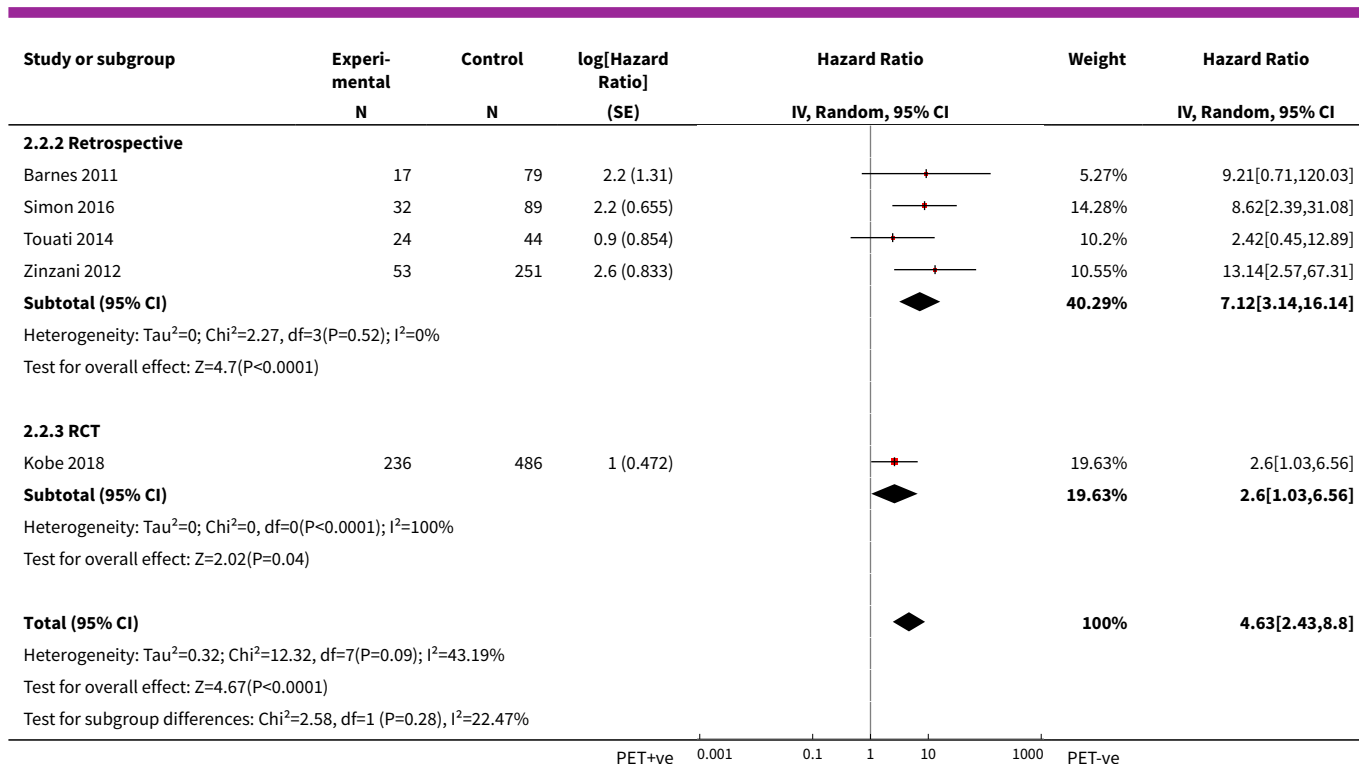 Study or subgroup Experi-mental Control log[Hazard Ratio] Hazard Ratio Weight Hazard Ratio
N N (SE) IV, Random, 95% CI IV, Random, 95% CI
2.2.2 Retrospective
Barnes 2011 17 79 2.2 (1.31) 5.27% 9.21[0.71,120.03]
Simon 2016 32 89 2.2 (0.655) 14.28% 8.62[2.39,31.08]
Touati 2014 24 44 0.9 (0.854) 10.2% 2.42[0.45,12.89]
Zinzani 2012 53 251 2.6 (0.833) 10.55% 13.14[2.57,67.31]
Subtotal (95% CI) 40.29% 7.12[3.14,16.14]
Heterogeneity: Tau²=0; Chi²=2.27, df=3(P=0.52); I²=0%
Test for overall effect: Z=4.7(P<0.0001)
2.2.3 RCT
Kobe 2018 236 486 1 (0.472) 19.63% 2.6[1.03,6.56]
Subtotal (95% CI) 19.63% 2.6[1.03,6.56]
Heterogeneity: Tau²=0; Chi²=0, df=0(P<0.0001); I²=100%
Test for overall effect: Z=2.02(P=0.04)
Total (95% CI) 100% 4.63[2.43,8.8]
Heterogeneity: Tau²=0.32; Chi²=12.32, df=7(P=0.09); I²=43.19%
Test for overall effect: Z=4.67(P<0.0001)
Test for subgroup differences: Chi²=2.58, df=1 (P=0.28), I²=22.47%
PET+ve 0.001 0.1 1 10 1000 PET-ve